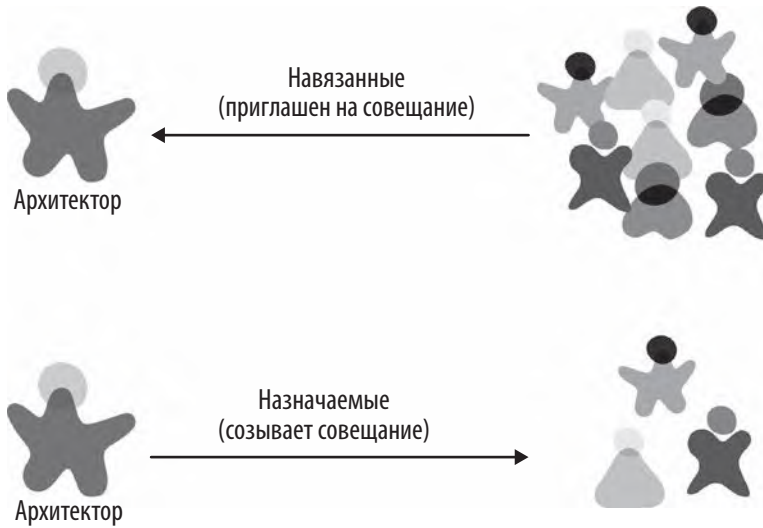 Навязанные
(приглашен на совещание)
Архитектор
Назначаемые
(созывает совещание)
Архитектор